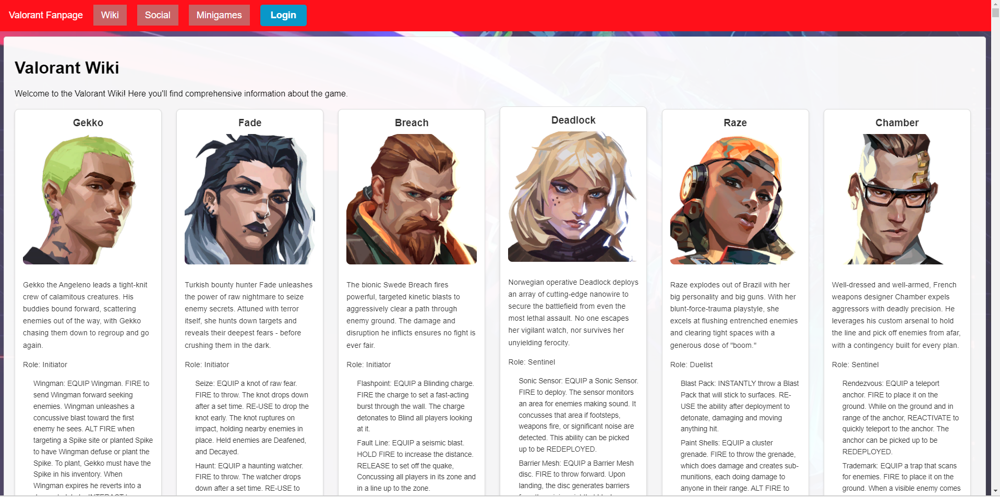 Valorant Fanpage Wiki Social Minigames Login
Valorant Wiki
Welcome to the Valorant Wiki! Here you'll find comprehensive information about the game.
Gekko
Gekko the Angeleno leads a tight-knit
crew of calamitous creatures. His
buddies bound forward, scattering
enemies out of the way, with Gekko
chasing them down to regroup and go
again.
Role: Initiator
Wingman: EQUIP Wingman. FIRE to
send Wingman forward seeking
enemies. Wingman unleashes a
concussive blast toward the first
enemy he sees. ALT FIRE when
targeting a Spike site or planted Spike
to have Wingman defuse or plant the
Spike. To plant, Gekko must have the
Spike in his inventory. When
Wingman expires he reverts into a
Fade
Turkish bounty hunter Fade unleashes
the power of raw nightmare to seize
enemy secrets. Attuned with terror
itself, she hunts down targets and
reveals their deepest fears - before
crushing them in the dark.
Role: Initiator
Seize: EQUIP a knot of raw fear.
FIRE to throw. The knot drops down
after a set time. RE-USE to drop the
knot early. The knot ruptures on
impact, holding nearby enemies in
place. Held enemies are Deafened,
and Decayed.
Haunt: EQUIP a haunting watcher.
FIRE to throw. The watcher drops
down after a set time. RE-USE to
Breach
The bionic Swede Breach fires
powerful, targeted kinetic blasts to
aggressively clear a path through
enemy ground. The damage and
disruption he inflicts ensures no fight is
ever fair.
Role: Initiator
Flashpoint: EQUIP a Blinding charge.
FIRE the charge to set a fast-acting
burst through the wall. The charge
detonates to Blind all players looking
at it.
Fault Line: EQUIP a seismic blast.
HOLD FIRE to increase the distance.
RELEASE to set off the quake,
Concussing all players in its zone and
in a line up to the zone.
Deadlock
Norwegian operative Deadlock deploys
an array of cutting-edge nanowire to
secure the battlefield from even the
most lethal assault. No one escapes
her vigilant watch, nor survives her
unyielding ferocity.
Role: Sentinel
Sonic Sensor: EQUIP a Sonic Sensor.
FIRE to deploy. The sensor monitors
an area for enemies making sound. It
concusses that area if footsteps,
weapons fire, or significant noise are
detected. This ability can be picked
up to be REDEPLOYED.
Barrier Mesh: EQUIP a Barrier Mesh
disc. FIRE to throw forward. Upon
landing, the disc generates barriers
Raze
Raze explodes out of Brazil with her
big personality and big guns. With her
blunt-force-trauma playstyle, she
excels at flushing entrenched enemies
and clearing tight spaces with a
generous dose of "boom."
Role: Duelist
Blast Pack: INSTANTLY throw a Blast
Pack that will stick to surfaces. RE-
USE the ability after deployment to
detonate, damaging and moving
anything hit.
Paint Shells: EQUIP a cluster
grenade. FIRE to throw the grenade,
which does damage and creates sub-
munitions, each doing damage to
anyone in their range. ALT FIRE to
Chamber
Well-dressed and well-armed, French
weapons designer Chamber expels
aggressors with deadly precision. He
leverages his custom arsenal to hold
the line and pick off enemies from afar,
with a contingency built for every plan.
Role: Sentinel
Rendezvous: EQUIP a teleport
anchor. FIRE to place it on the
ground. While on the ground and in
range of the anchor, REACTIVATE to
quickly teleport to the anchor. The
anchor can be picked up to be
REDEPLOYED.
Trademark: EQUIP a trap that scans
for enemies. FIRE to place it on the
ground. When a visible enemy comes